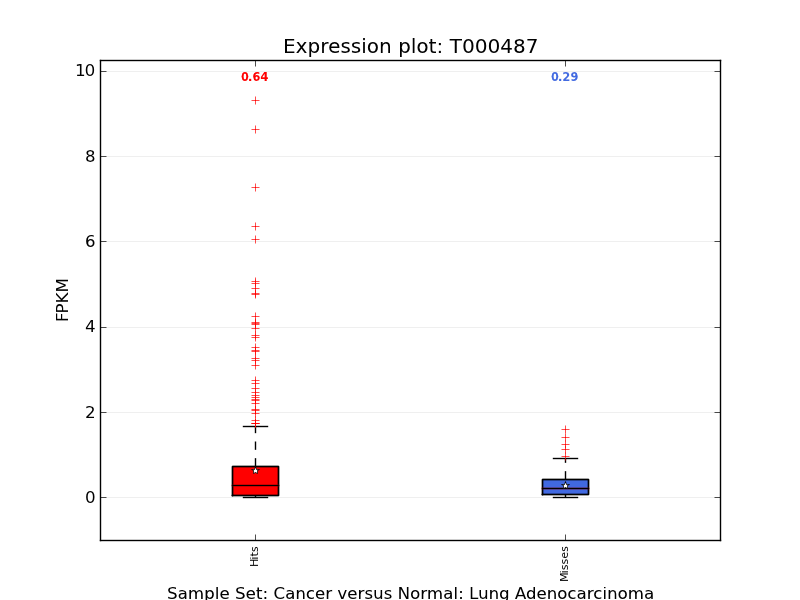 Expression plot: T000487
10
0.64
0.29
8
6
FPKM
4
2
0
Hits
Misses
Sample Set: Cancer versus Normal: Lung Adenocarcinoma